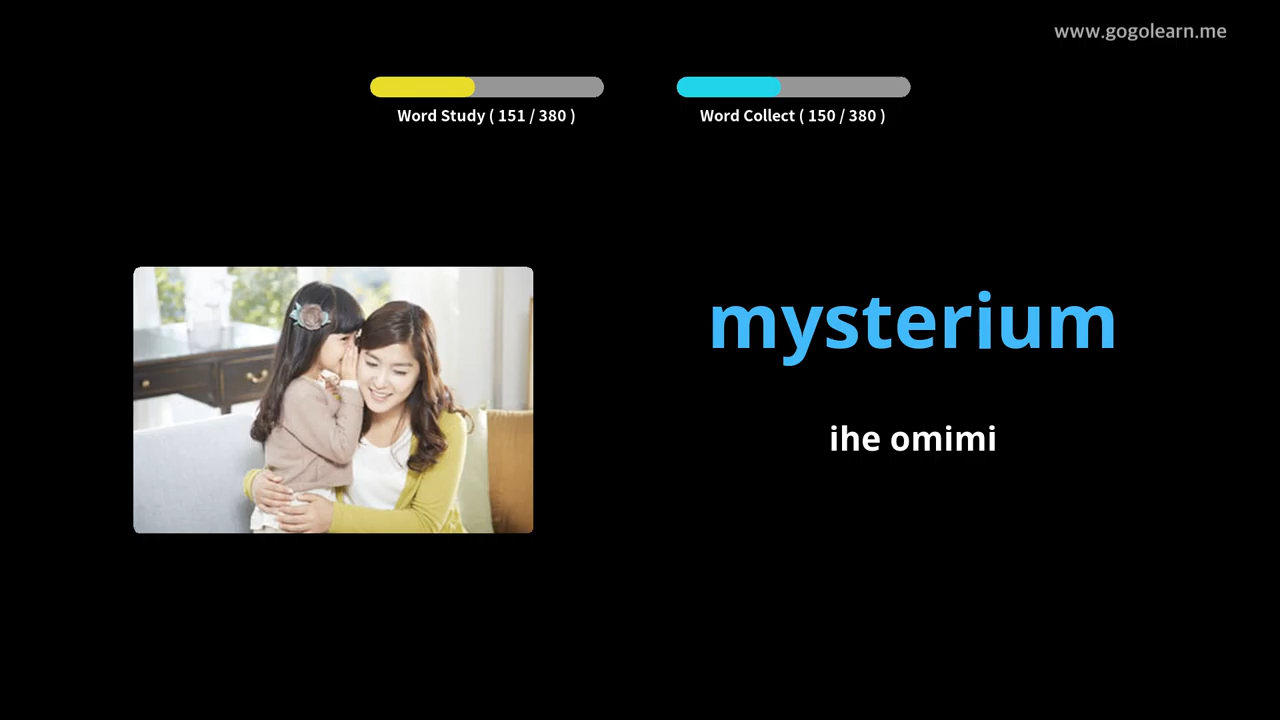 www.gogolearn.me
Word Study ( 151 / 380 )
Word Collect ( 150 / 380 )
mysterium
ihe omimi